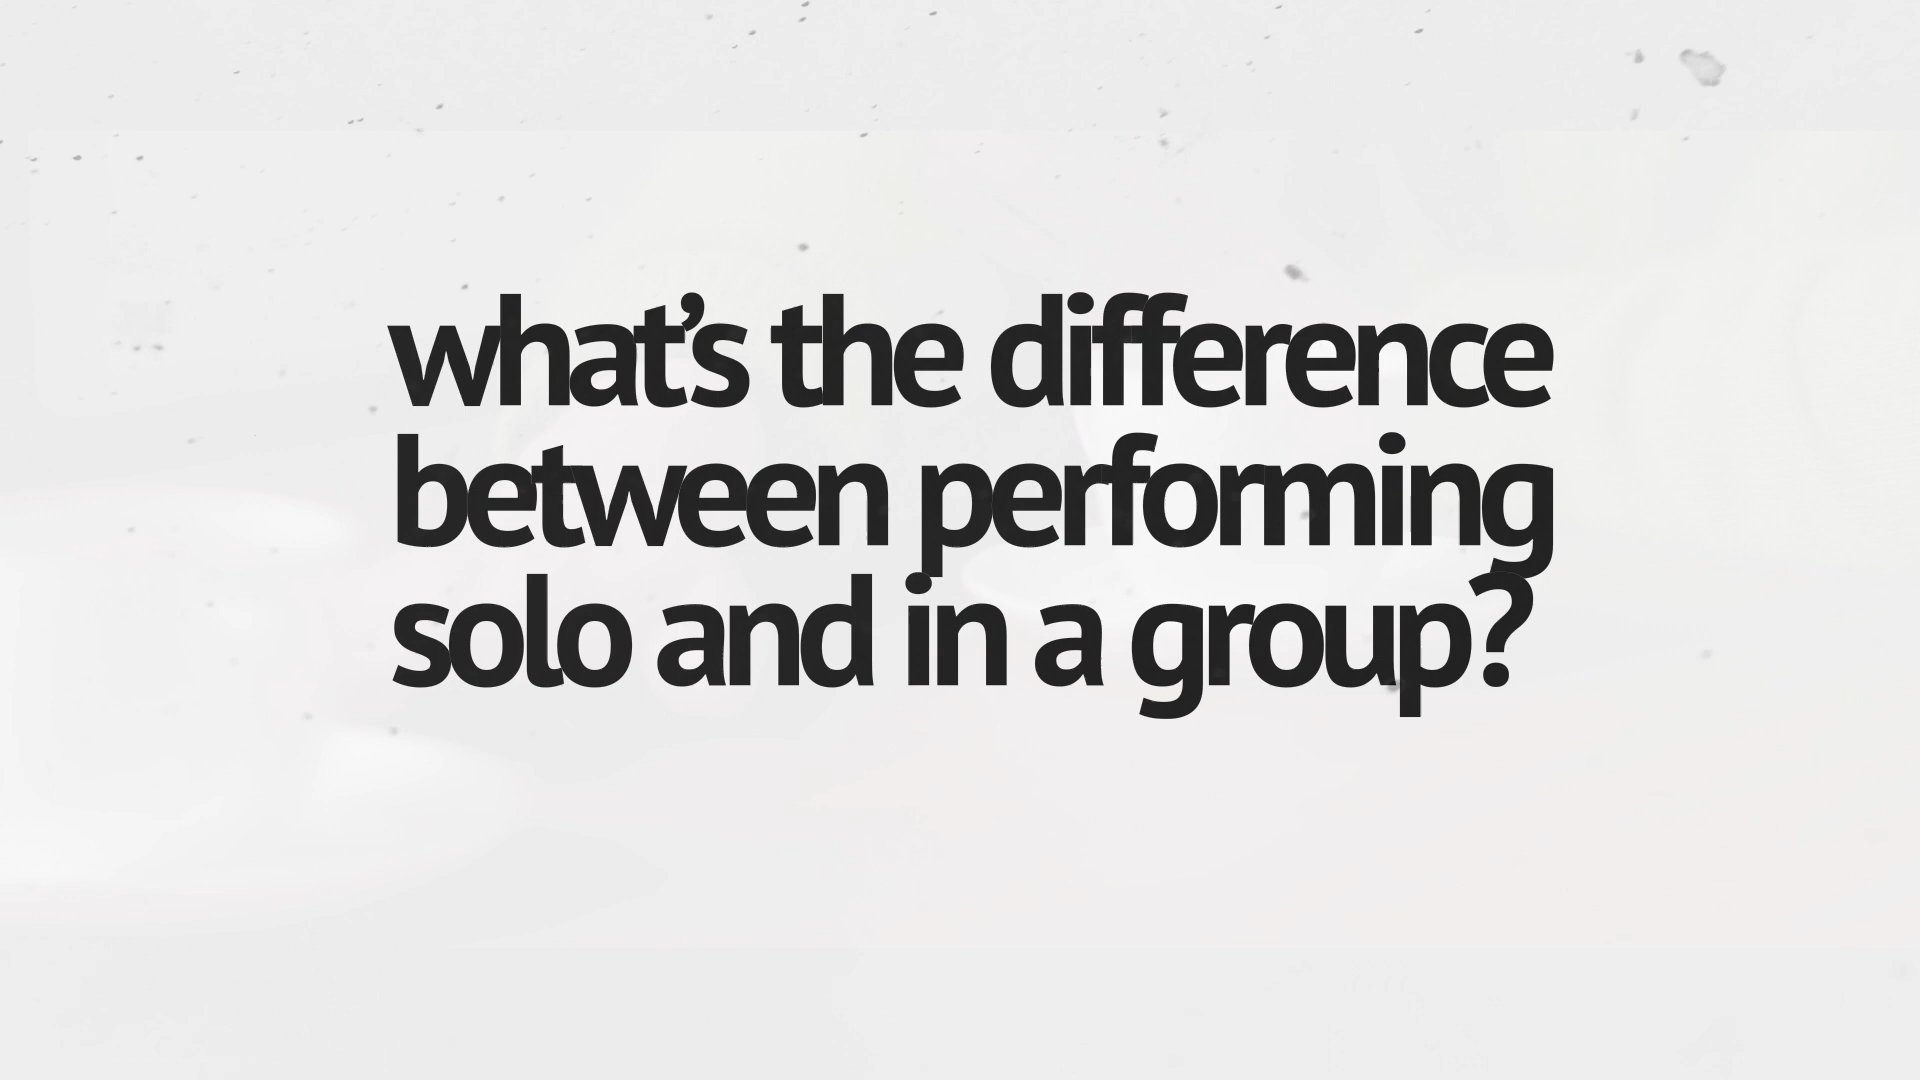 what’s the difference
between performing
solo and in a group?